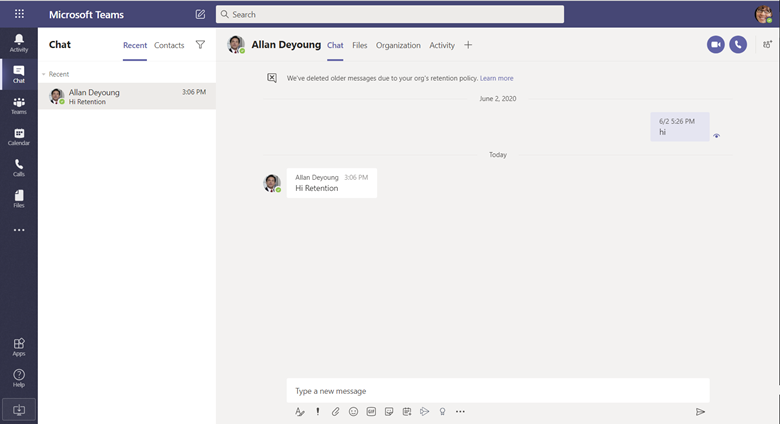 Microsoft Teams
Search
Activity
Chat
Teams
Calendar
Calls
Files
Apps
Help
Chat
Recent Contacts
Recent
Allan Deyoung 3:06 PM
Hi Retention
Allan Deyoung Chat Files Organization Activity
We've deleted older messages due to your org's retention policy. Learn more
June 2, 2020
6/2 5:26 PM
hi
Today
Allan Deyoung 3:06 PM
Hi Retention
Type a new message
GIF